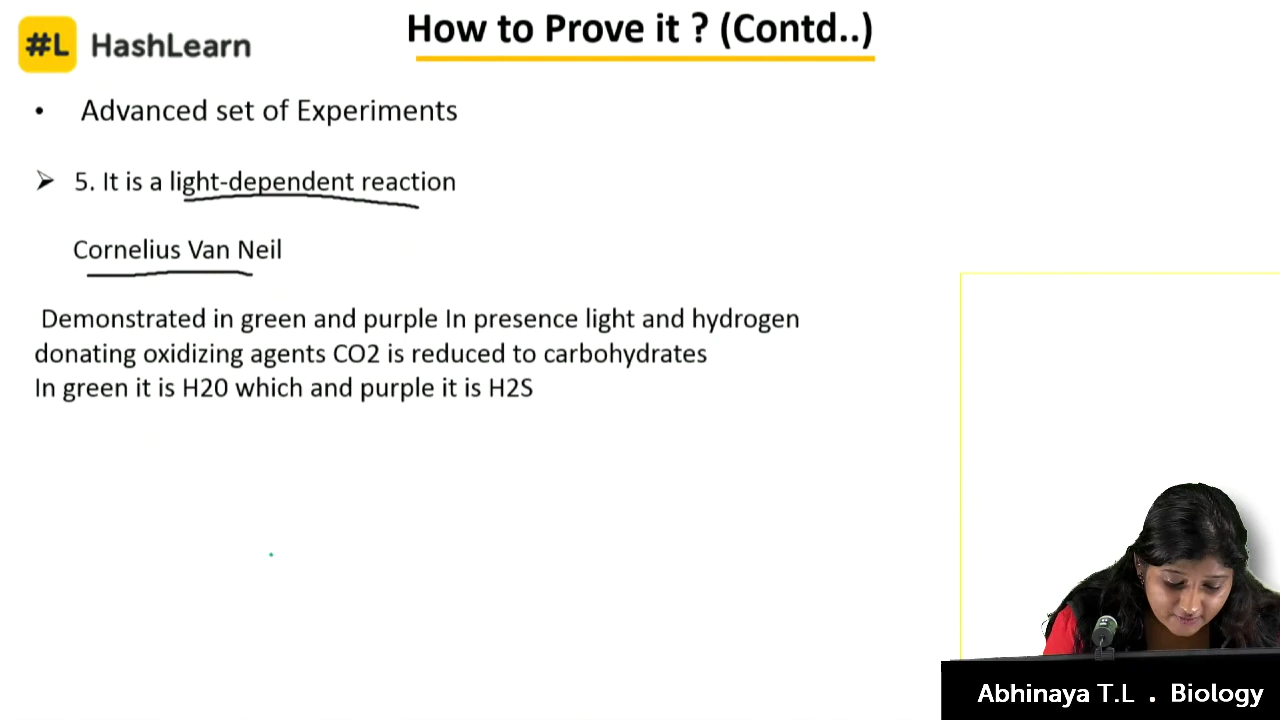 #L HashLearn
How to Prove it ? (Contd..)
• Advanced set of Experiments
➢ 5. It is a light-dependent reaction
Cornelius Van Neil
Demonstrated in green and purple In presence light and hydrogen
donating oxidizing agents CO2 is reduced to carbohydrates
In green it is H20 which and purple it is H2S
Abhinaya T.L . Biology